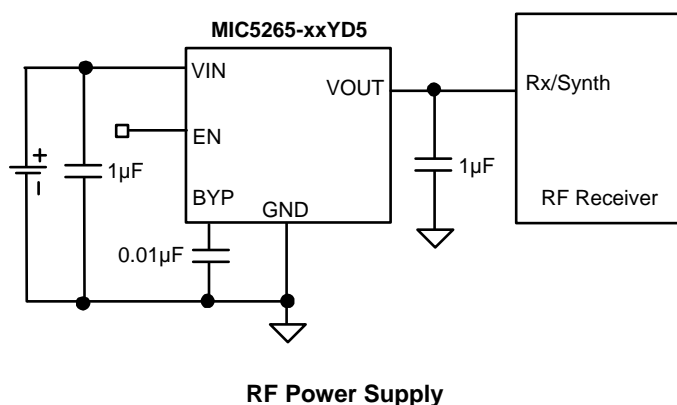 MIC5265-xxYD5
VIN
VOUT
Rx/Synth
EN
+
–
1µF
1µF
BYP
GND
RF Receiver
0.01µF
RF Power Supply